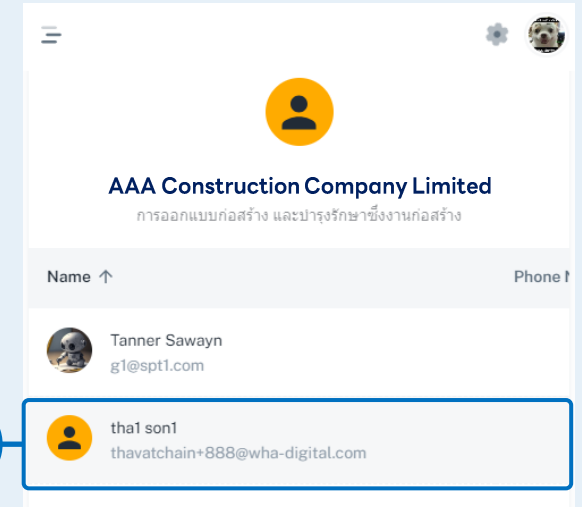 AAA Construction Company Limited
การออกแบบก่อสร้าง และบำรุงรักษาซึ่งงานก่อสร้าง
Name ↑ Phone
Tanner Sawayn
g1@spt1.com
tha1 son1
thavatchain+888@wha-digital.com